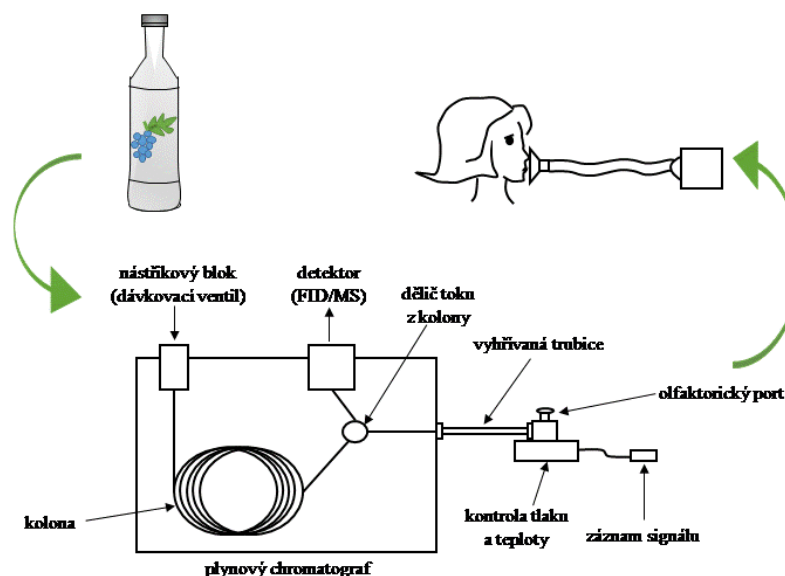 nástřikový blok
(dávkovací ventil)
detektor
(FID/MS)
dělič toku
z kolony
vyhřívaná trubice
olfaktorický port
kolona
kontrola tlaku
a teploty
záznam signálu
plynový chromatograf